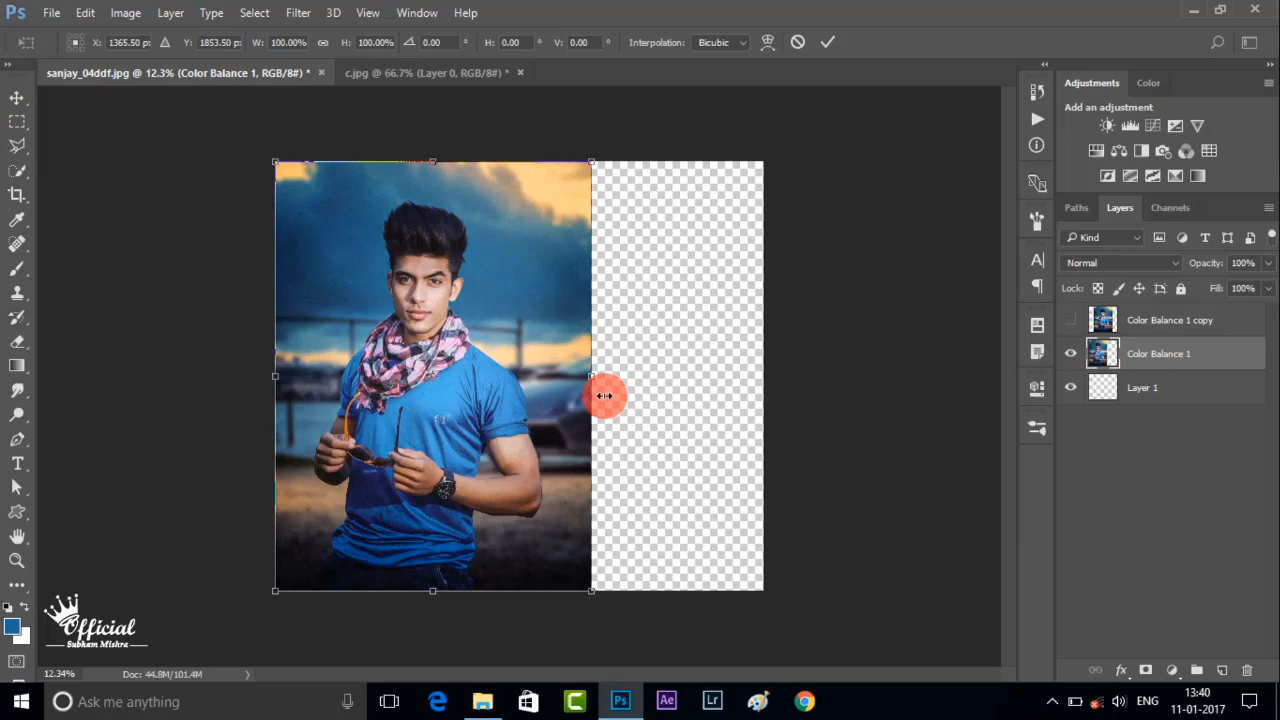 Ps File Edit Image Layer Type Select Filter 3D View Window Help
X: 1365.50 px Y: 1853.50 px W: 100.00% H: 100.00% 0.00 ° H: 0.00 ° V: 0.00 ° Interpolation: Bicubic
sanjay_04ddf.jpg @ 12.3% (Color Balance 1, RGB/8#) * × c.jpg @ 66.7% (Layer 0, RGB/8#) * ×
Adjustments Color
Add an adjustment
Paths Layers Channels
Kind
Normal Opacity: 100%
Lock: Fill: 100%
Color Balance 1 copy
Color Balance 1
Layer 1
Official
Subham Mishra
12.34% Doc: 44.8M/101.4M
Ask me anything
Ps Ae Lr
ENG
13:40
11-01-2017